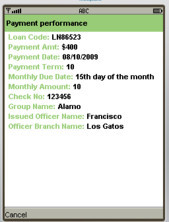 ABC
Payment performance
Loan Code: LN86523
Payment Amt: $400
Payment Date: 08/10/2009
Payment Term: 10
Monthly Due Date: 15th day of the month
Monthly Amount: 10
Check No: 123456
Group Name: Alamo
Issued Officer Name: Francisco
Officer Branch Name: Los Gatos
Cancel